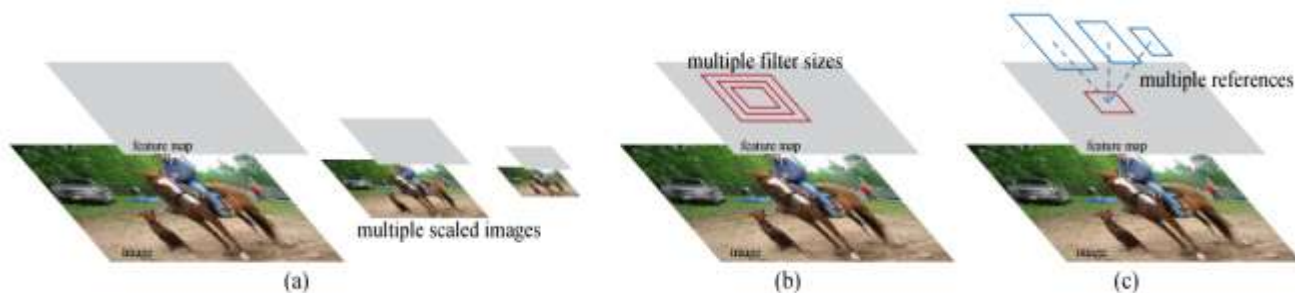 feature map
image
multiple scaled images
(a)
multiple filter sizes
feature map
image
(b)
multiple references
feature map
image
(c)